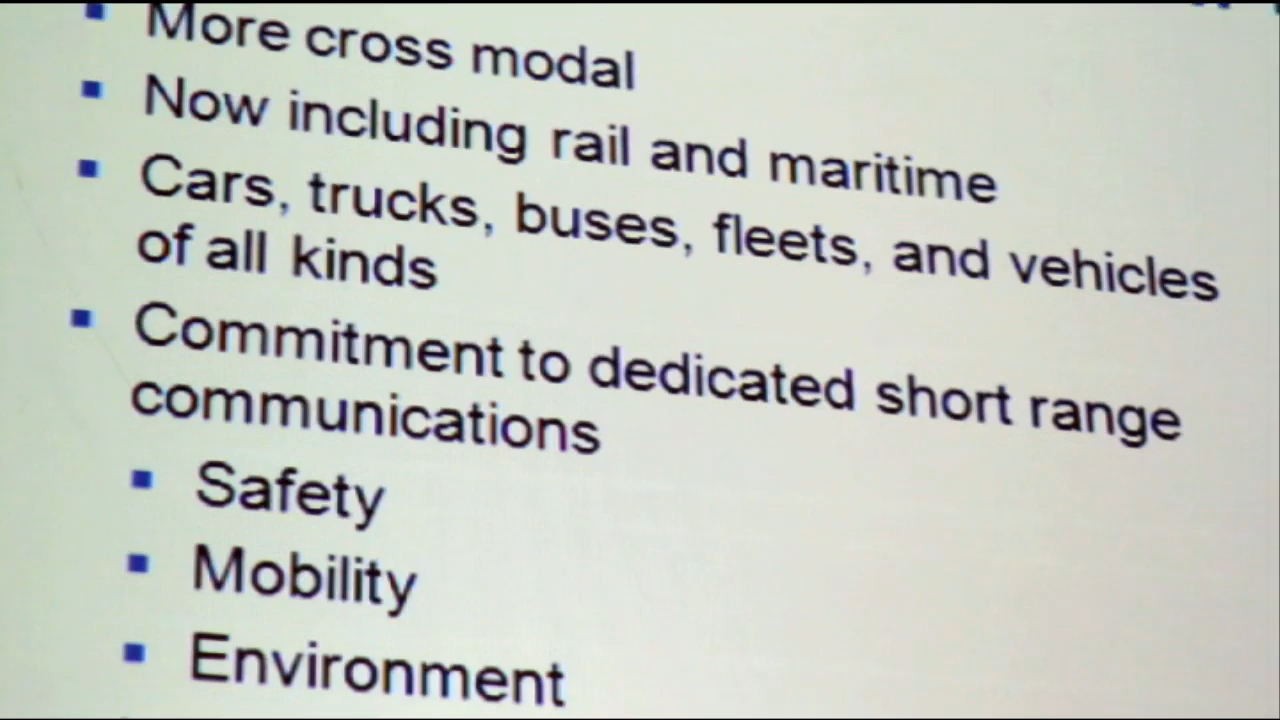 More cross modal
Now including rail and maritime
Cars, trucks, buses, fleets, and vehicles
of all kinds
Commitment to dedicated short range
communications
Safety
Mobility
Environment